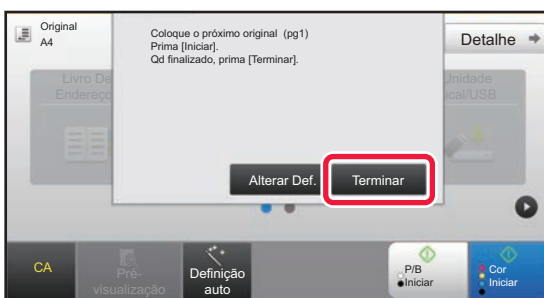 Original
A4
Coloque o próximo original (pg1)
Prima [Iniciar].
Qd finalizado, prima [Terminar].
Detalhe
Livro De
Endereço
Unidade
ocal/USB
Alterar Def.
Terminar
CA
Pré-
visualização
Definição
auto
P/B
Iniciar
Cor
Iniciar